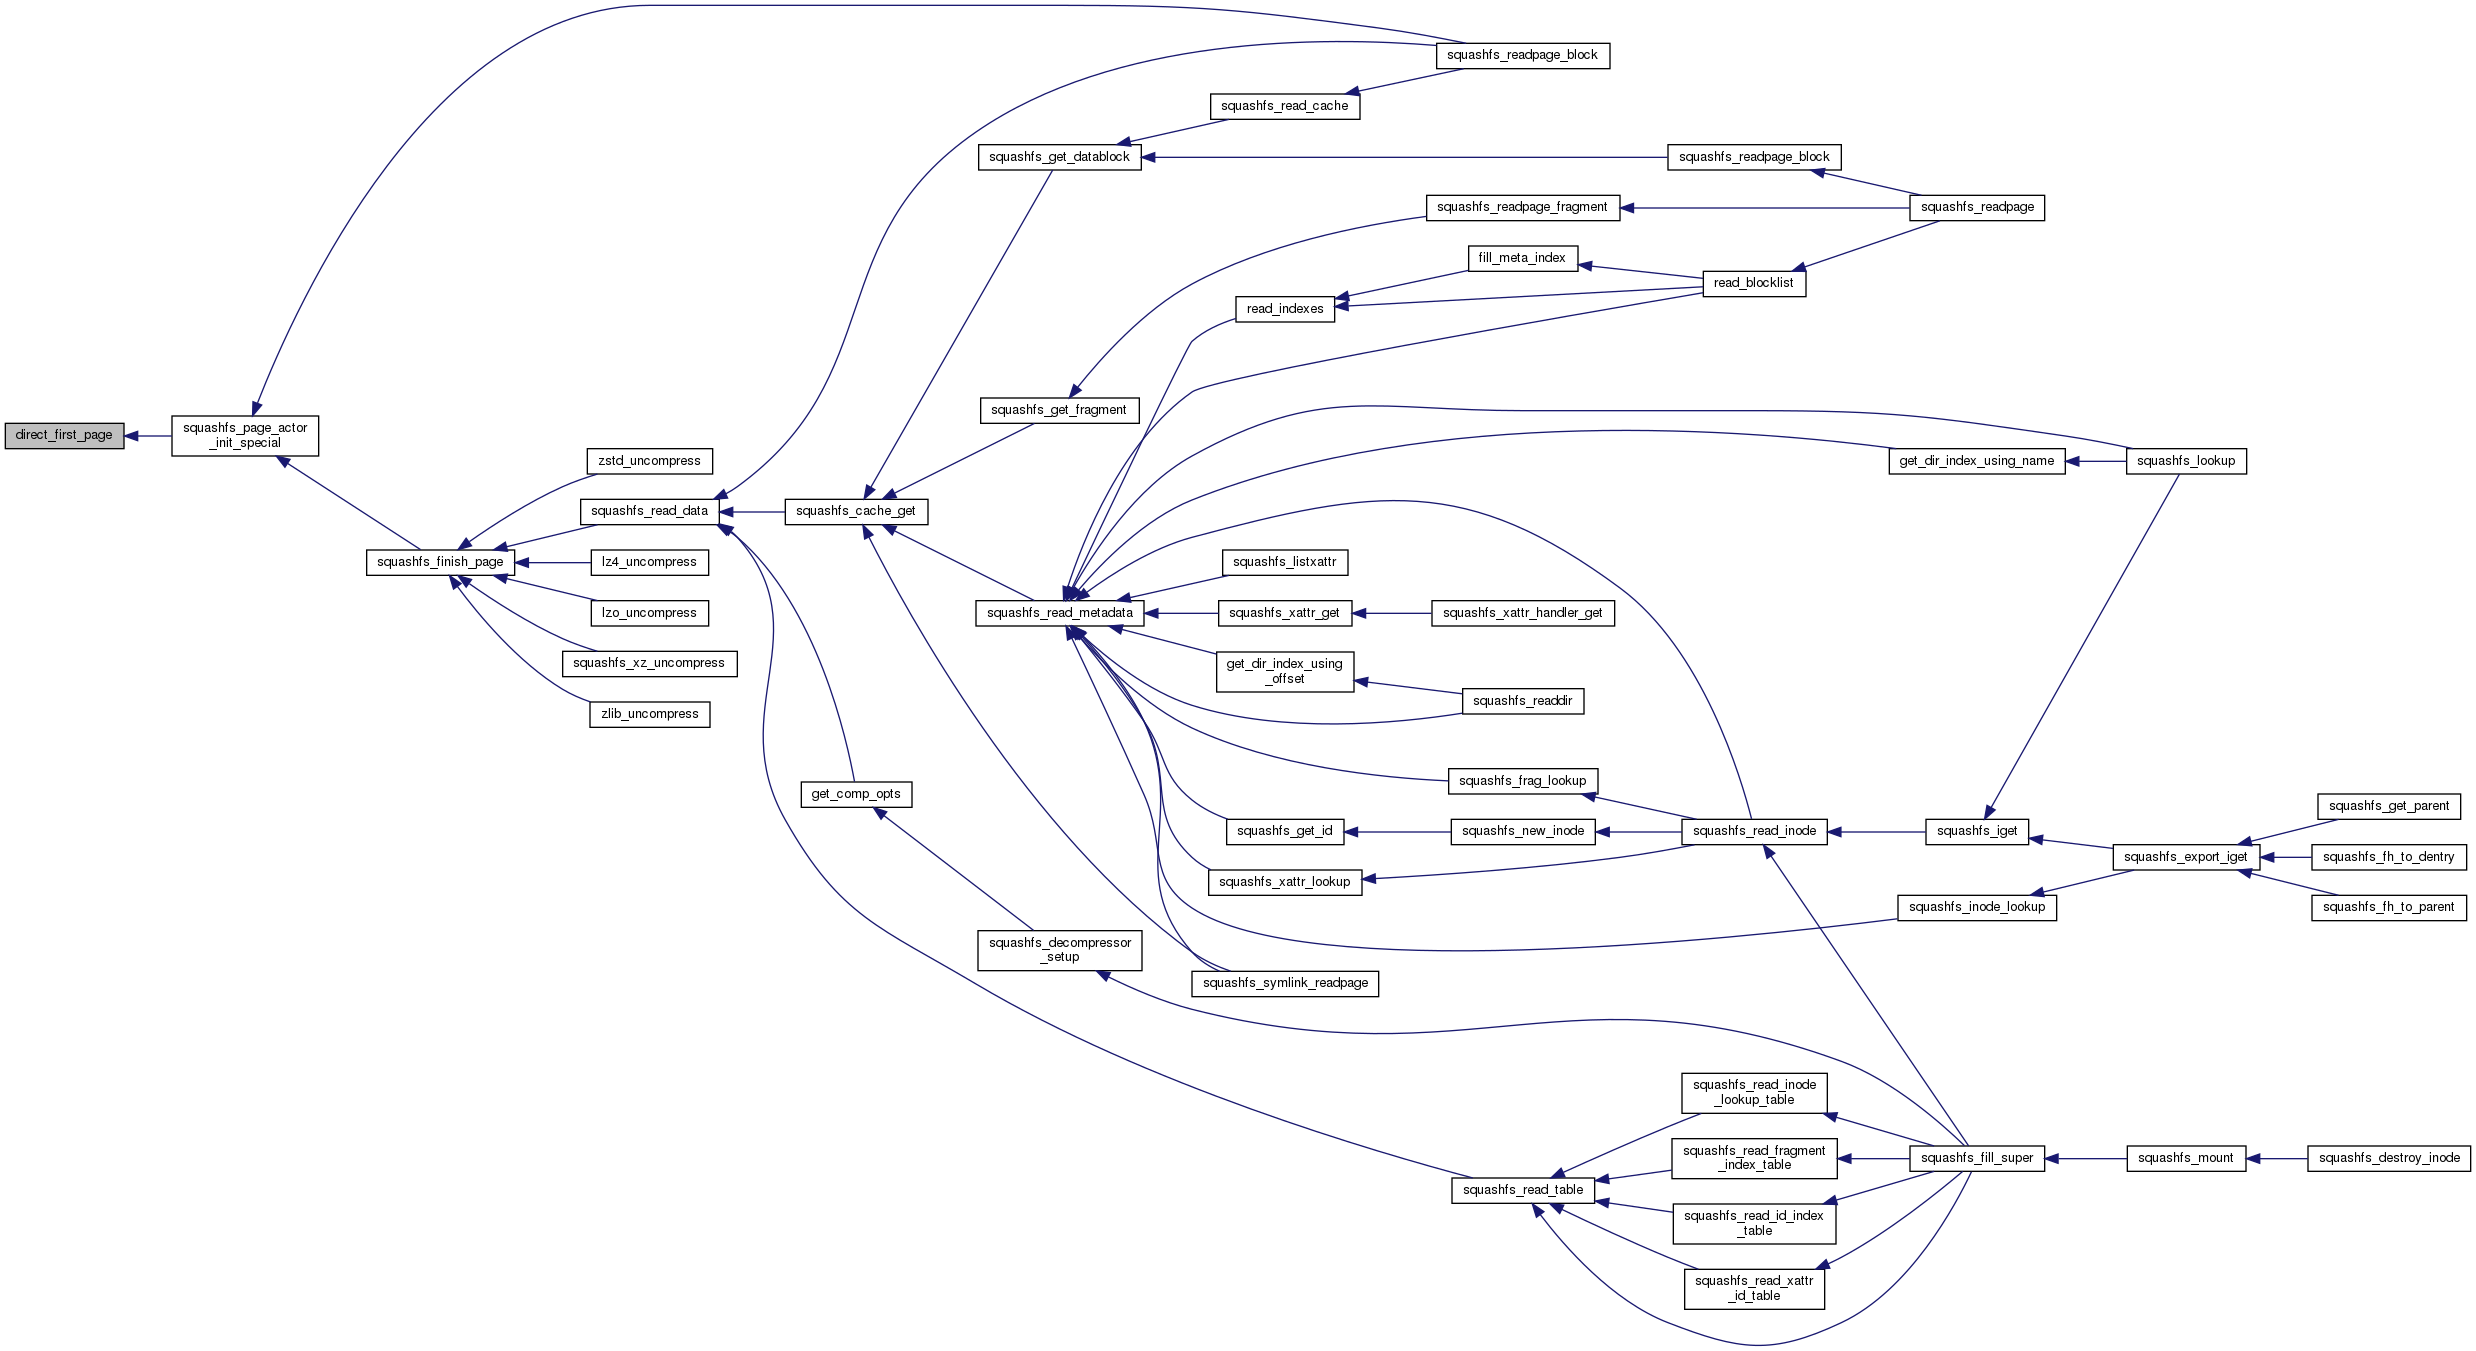 squashfs_readpage_block
squashfs_read_cache
squashfs_get_datablock
squashfs_readpage_block
squashfs_readpage_fragment
squashfs_readpage
fill_meta_index
read_blocklist
read_indexes
squashfs_get_fragment
direct_first_page
squashfs_page_actor
_init_special
zstd_uncompress
get_dir_index_using_name
squashfs_lookup
squashfs_read_data
squashfs_cache_get
squashfs_finish_page
lz4_uncompress
squashfs_listxattr
lzo_uncompress
squashfs_read_metadata
squashfs_xattr_get
squashfs_xattr_handler_get
squashfs_xz_uncompress
get_dir_index_using
_offset
squashfs_readdir
zlib_uncompress
squashfs_frag_lookup
get_comp_opts
squashfs_get_parent
squashfs_get_id
squashfs_new_inode
squashfs_read_inode
squashfs_iget
squashfs_export_iget
squashfs_fh_to_dentry
squashfs_xattr_lookup
squashfs_inode_lookup
squashfs_fh_to_parent
squashfs_decompressor
_setup
squashfs_symlink_readpage
squashfs_read_inode
_lookup_table
squashfs_read_fragment
_index_table
squashfs_fill_super
squashfs_mount
squashfs_destroy_inode
squashfs_read_table
squashfs_read_id_index
_table
squashfs_read_xattr
_id_table